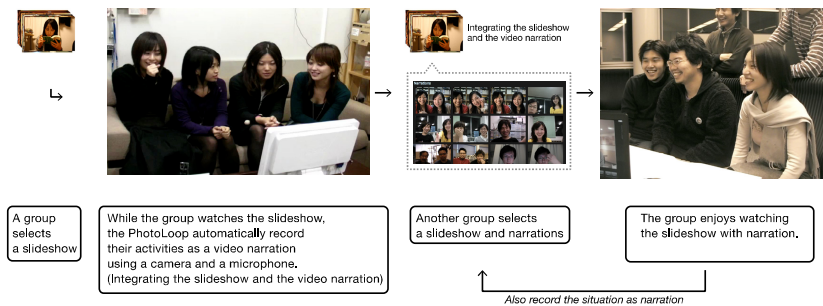 Integrating the slideshow
and the video narration
Narrations
A group
selects
a slideshow
While the group watches the slideshow,
the PhotoLoop automatically record
their activities as a video narration
using a camera and a microphone.
(Integrating the slideshow and the video narration)
Another group selects
a slideshow and narrations
The group enjoys watching
the slideshow with narration.
Also record the situation as narration